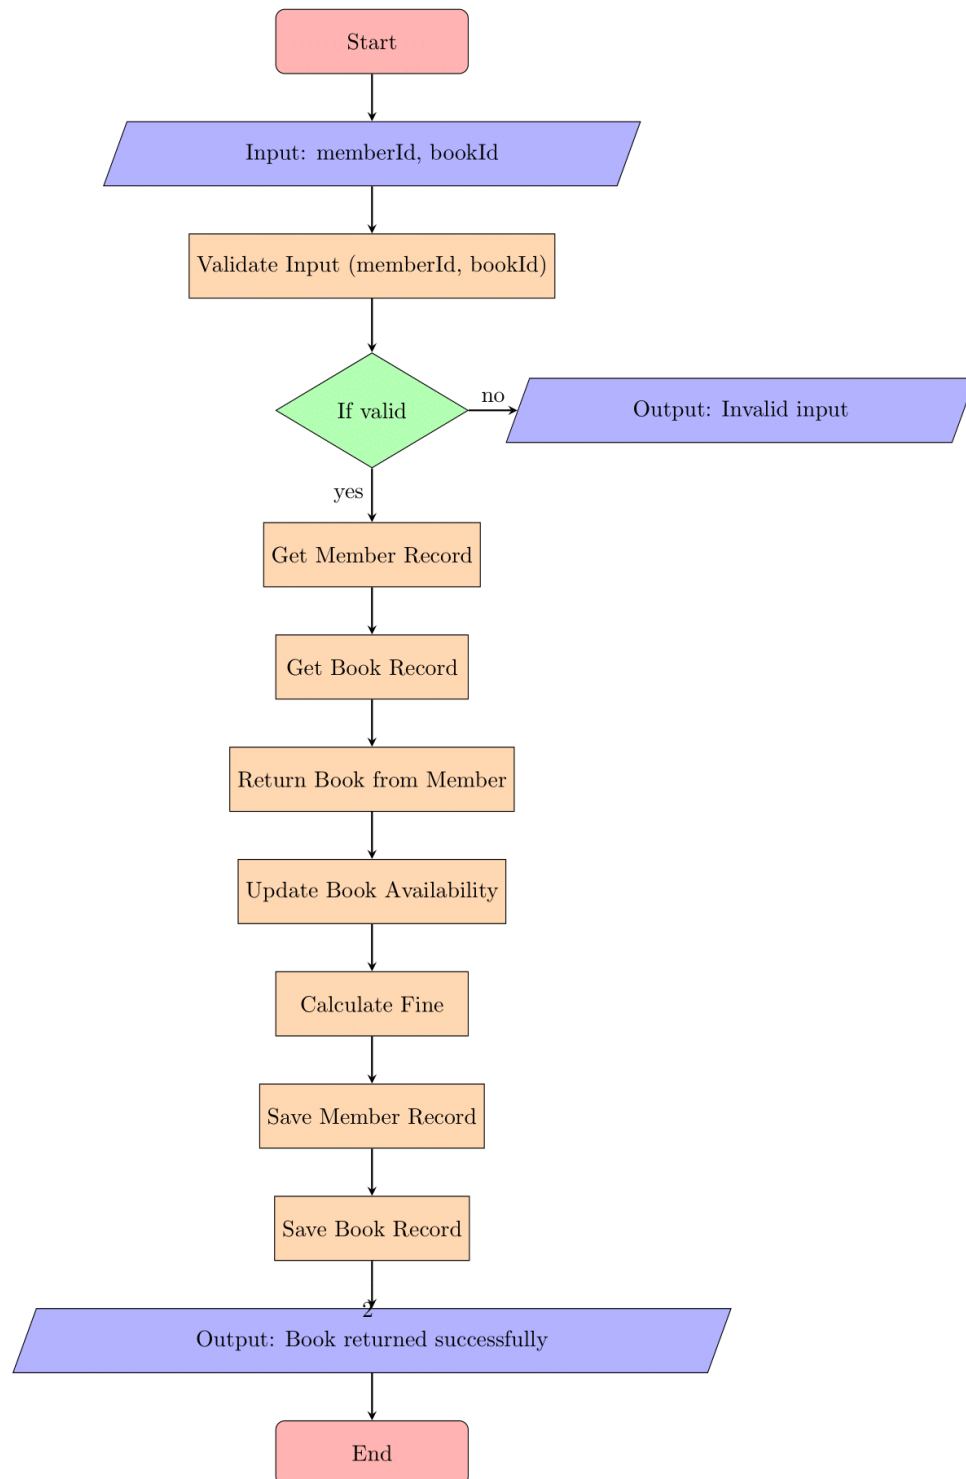 Start
Input: memberId, bookId
Validate Input (memberId, bookId)
If valid
no
Output: Invalid input
yes
Get Member Record
Get Book Record
Return Book from Member
Update Book Availability
Calculate Fine
Save Member Record
Save Book Record
2
Output: Book returned successfully
End